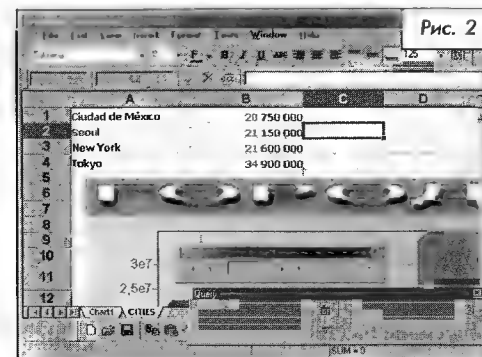 Рис. 2
File Edit View Insert Format Tools Window
F B I U ABC
A B C D
1 Ciudad de México 20 750 000
2 Seoul 21 150 000
3 New York 21 600 000
4 Tokyo 34 900 000
5
6
7
8
9
10
3e7
11
2,5e7
12
Query
Chart1 CITIES
SUM=0